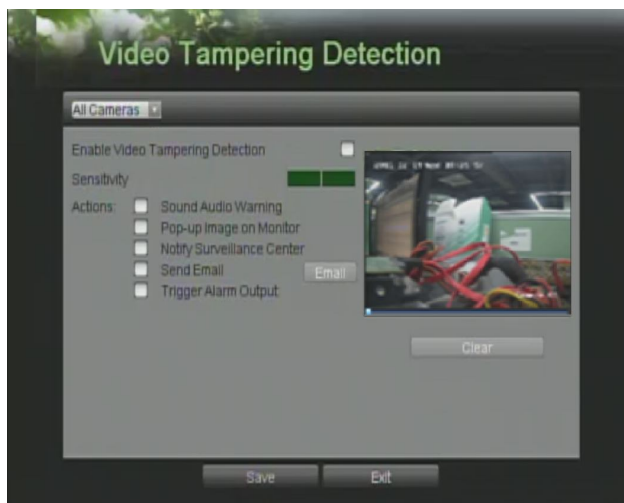 Video Tampering Detection
All Cameras
Enable Video Tampering Detection
Sensitivity
Actions:
Sound Audio Warning
Pop-up Image on Monitor
Notify Surveillance Center
Send Email
Email
Trigger Alarm Output
Clear
Save
Exit